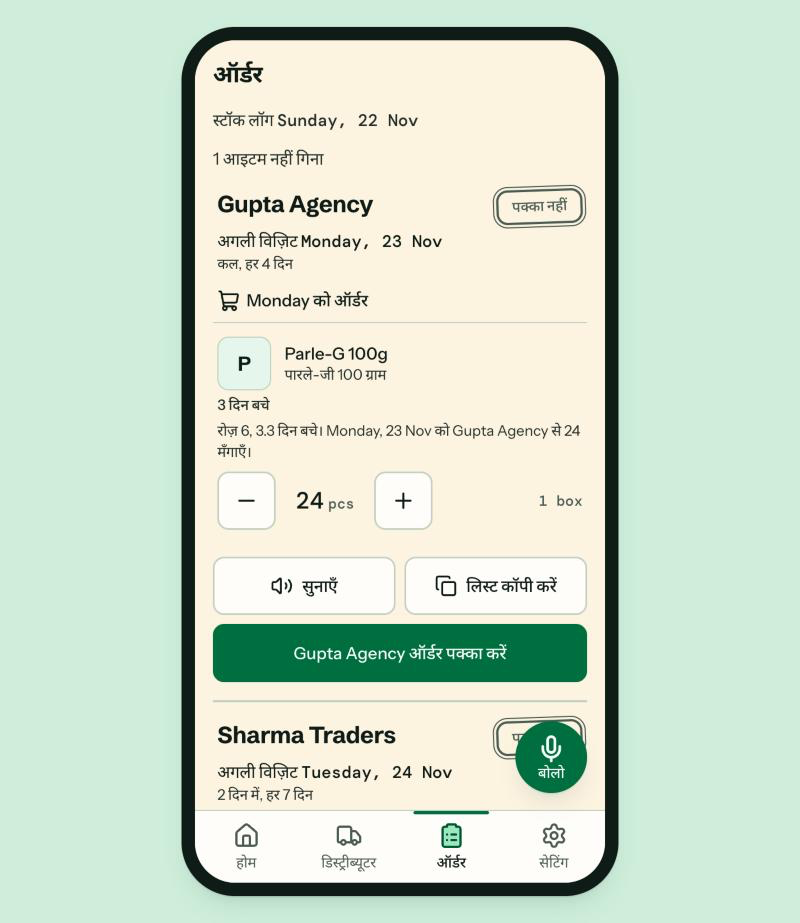 ऑर्डर
स्टॉक लॉग Sunday, 22 Nov
1 आइटम नहीं गिना
Gupta Agency
पक्का नहीं
अगली विज़िट Monday, 23 Nov
कल, हर 4 दिन
Monday को ऑर्डर
P
Parle-G 100g
पारले-जी 100 ग्राम
3 दिन बचे
रोज़ 6, 3.3 दिन बचे। Monday, 23 Nov को Gupta Agency से 24
मँगाएँ।
− 24 pcs + 1 box
सुनाएँ
लिस्ट कॉपी करें
Gupta Agency ऑर्डर पक्का करें
Sharma Traders
बोलो
अगली विज़िट Tuesday, 24 Nov
2 दिन में, हर 7 दिन
होम
डिस्ट्रीब्यूटर
ऑर्डर
सेटिंग